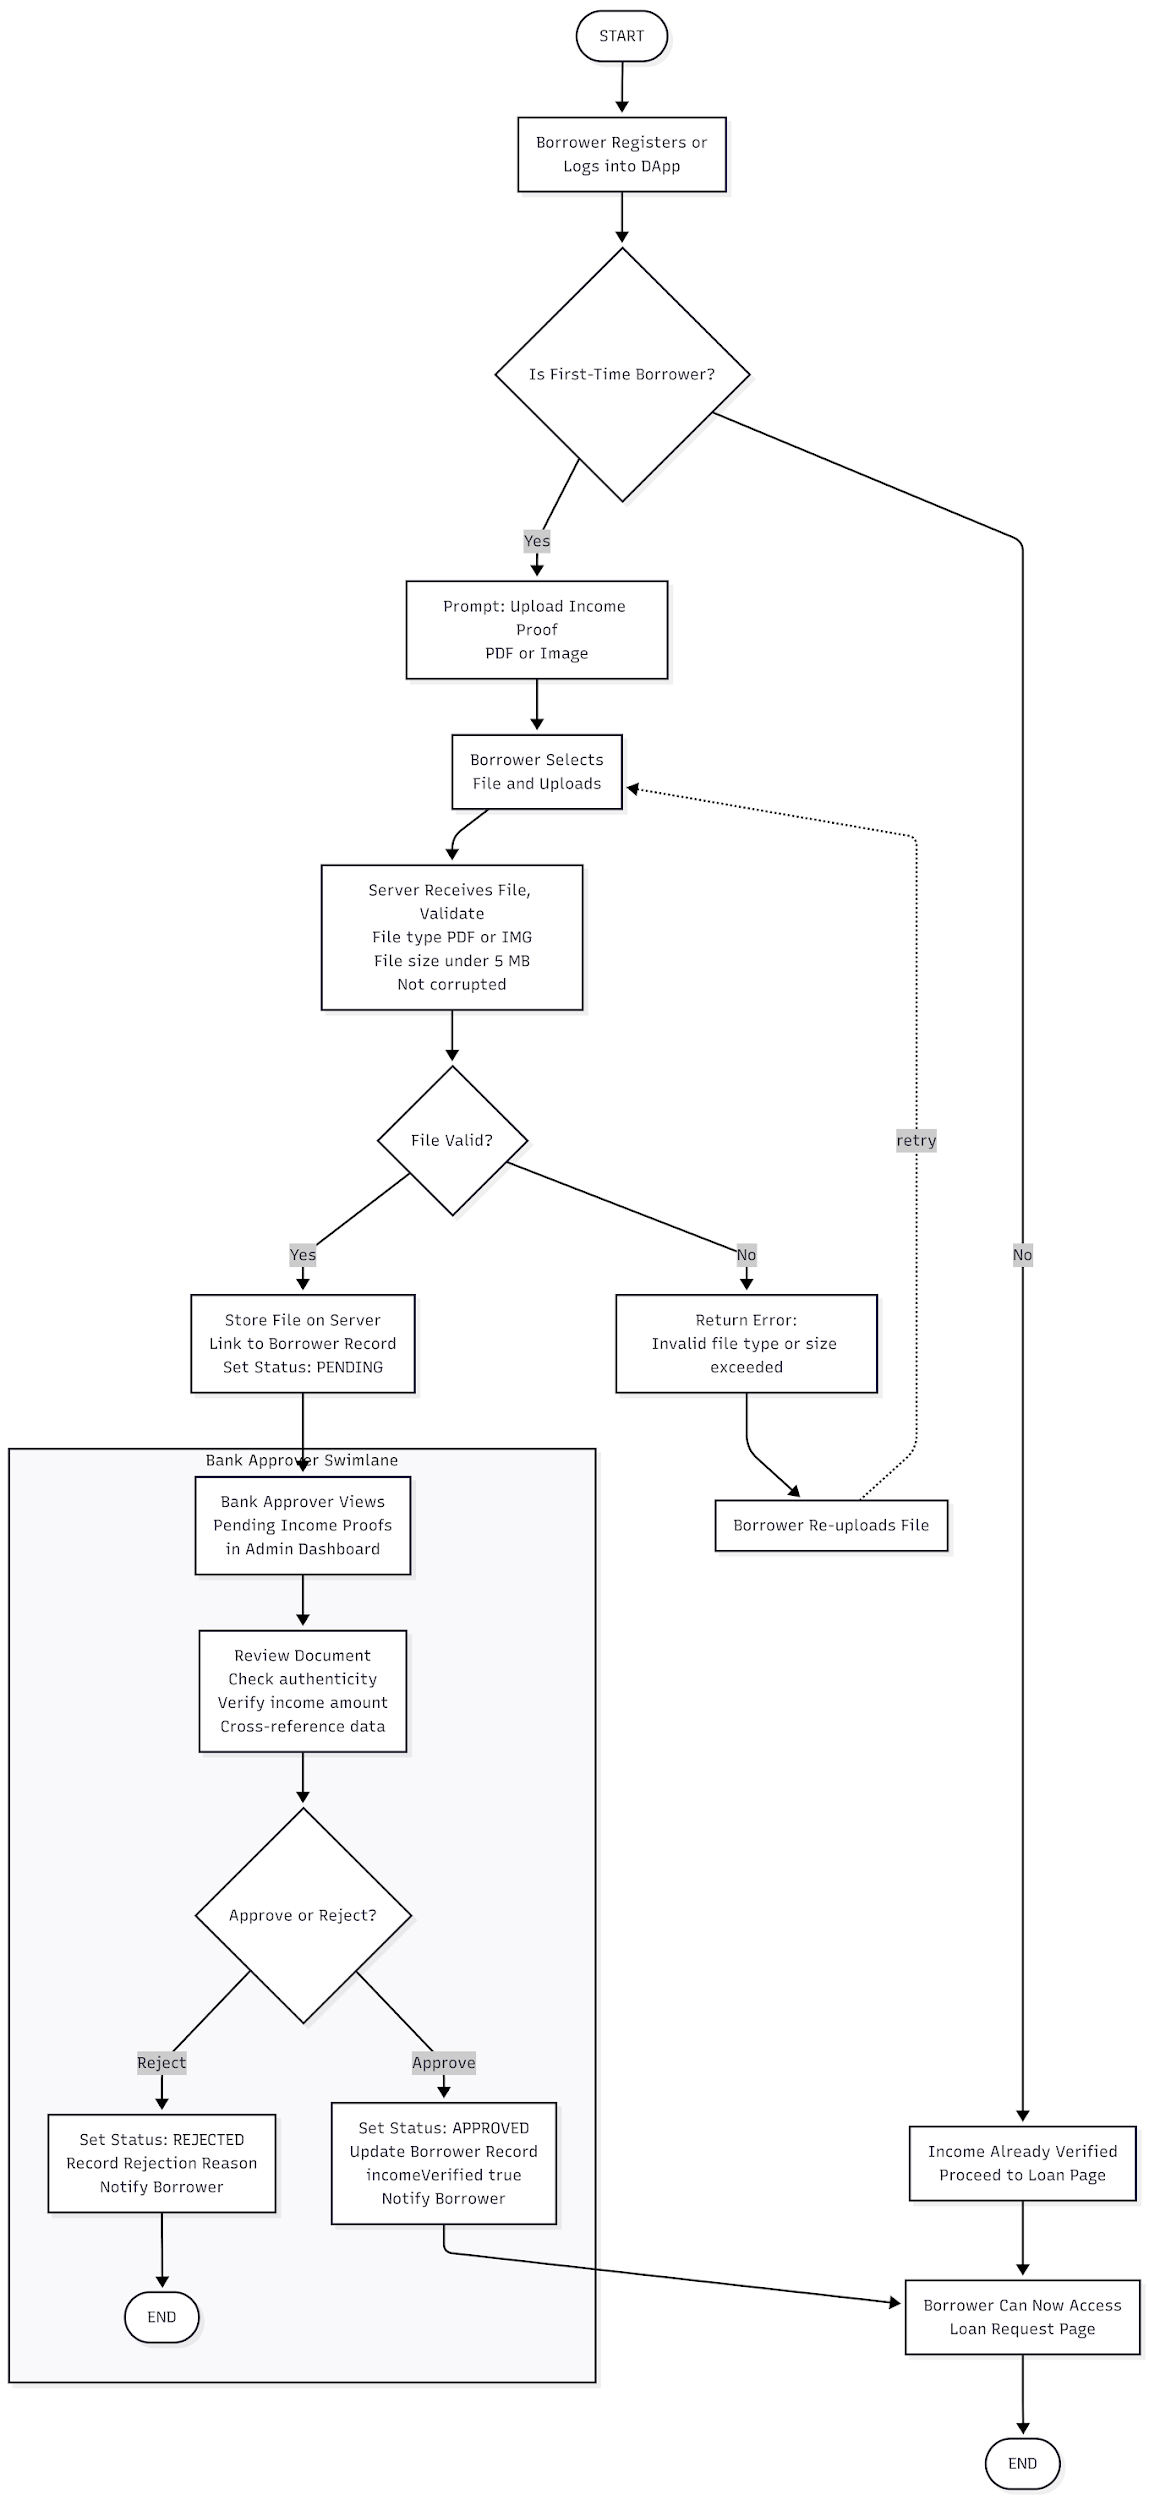 START
Borrower Registers or
Logs into DApp
Is First-Time Borrower?
Yes
Prompt: Upload Income
Proof
PDF or Image
Borrower Selects
File and Uploads
Server Receives File,
Validate
File type PDF or IMG
File size under 5 MB
Not corrupted
File Valid?
retry
Yes
No
No
Store File on Server
Link to Borrower Record
Set Status: PENDING
Return Error:
Invalid file type or size
exceeded
Bank Approver Swimlane
Bank Approver Views
Pending Income Proofs
in Admin Dashboard
Borrower Re-uploads File
Review Document
Check authenticity
Verify income amount
Cross-reference data
Approve or Reject?
Reject
Approve
Set Status: REJECTED
Record Rejection Reason
Notify Borrower
Set Status: APPROVED
Update Borrower Record
incomeVerified true
Notify Borrower
Income Already Verified
Proceed to Loan Page
END
Borrower Can Now Access
Loan Request Page
END